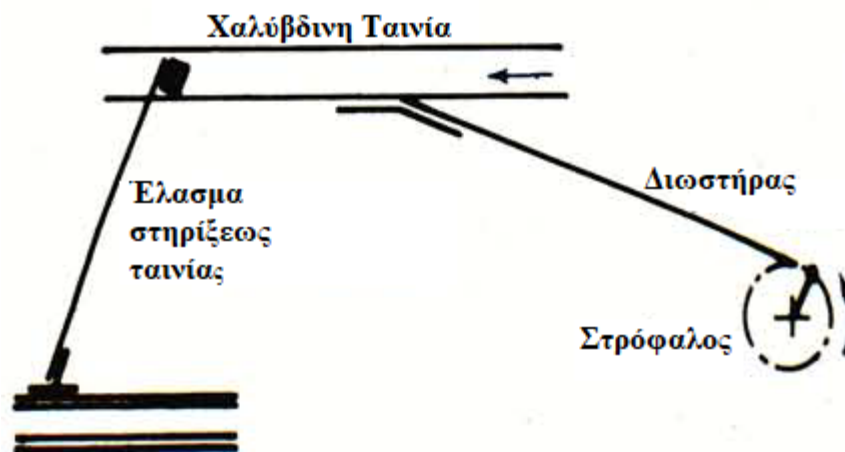 Χαλύβδινη Ταινία
Έλασμα
στηρίξεως
ταινίας
Διωστήρας
Στρόφαλος